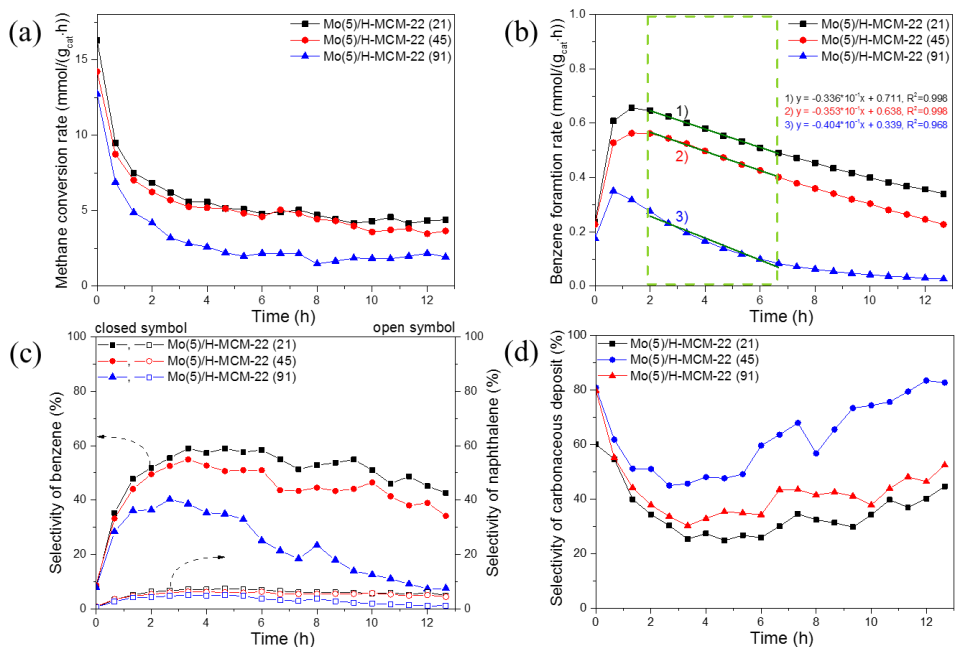 (a)
Mo(5)/H-MCM-22 (21)
Mo(5)/H-MCM-22 (45)
Mo(5)/H-MCM-22 (91)
Methane conversion rate (mmol/(g_cat·h))
15
10
5
0
0 2 4 6 8 10 12
Time (h)
(b)
Mo(5)/H-MCM-22 (21)
Mo(5)/H-MCM-22 (45)
Mo(5)/H-MCM-22 (91)
1) y = -0.336*10⁻¹x + 0.711, R²=0.998
2) y = -0.353*10⁻¹x + 0.638, R²=0.998
3) y = -0.404*10⁻¹x + 0.339, R²=0.968
1)
2)
3)
Benzene foramtion rate (mmol/(g_cat·h))
1.0
0.8
0.6
0.4
0.2
0.0
0 2 4 6 8 10 12
Time (h)
closed symbol
open symbol
(c)
, Mo(5)/H-MCM-22 (21)
, Mo(5)/H-MCM-22 (45)
, Mo(5)/H-MCM-22 (91)
Selectivity of benzene (%)
100
80
60
40
20
0
Selectivity of naphthalene (%)
100
80
60
40
20
0
0 2 4 6 8 10 12
Time (h)
(d)
Mo(5)/H-MCM-22 (21)
Mo(5)/H-MCM-22 (45)
Mo(5)/H-MCM-22 (91)
Selectivity of carbonaceous deposit (%)
100
80
60
40
20
0
0 2 4 6 8 10 12
Time (h)